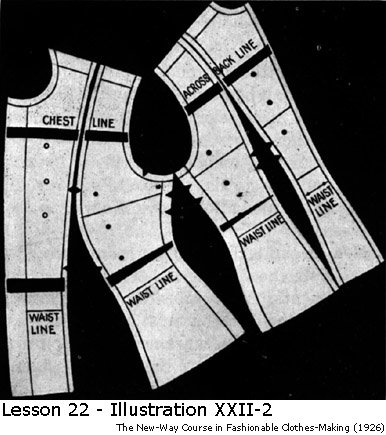 ACROSS BACK LINE
CHEST LINE
WAIST LINE
WAIST LINE
WAIST
LINE
WAIST
LINE
Lesson 22 - Illustration XXII-2
The New-Way Course in Fashionable Clothes-Making (1926)